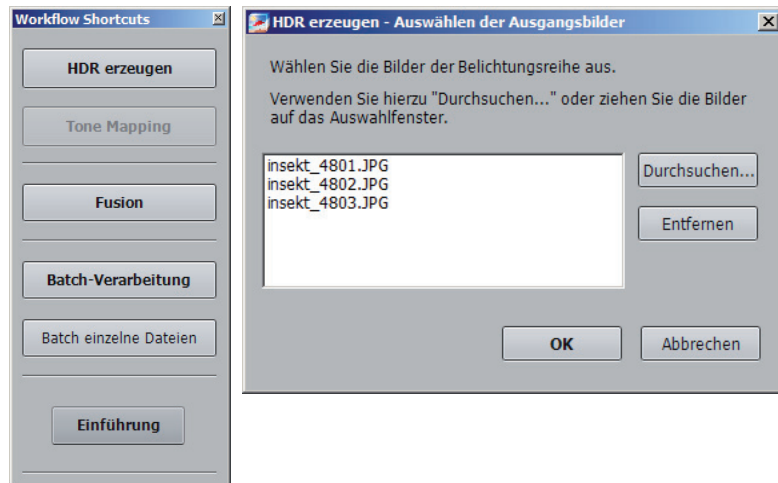 Workflow Shortcuts
HDR erzeugen
Tone Mapping
Fusion
Batch-Verarbeitung
Batch einzelne Dateien
Einführung
HDR erzeugen - Auswählen der Ausgangsbilder
Wählen Sie die Bilder der Belichtungsreihe aus.
Verwenden Sie hierzu "Durchsuchen..." oder ziehen Sie die Bilder
auf das Auswahlfenster.
insekt_4801.JPG
insekt_4802.JPG
insekt_4803.JPG
Durchsuchen...
Entfernen
OK
Abbrechen